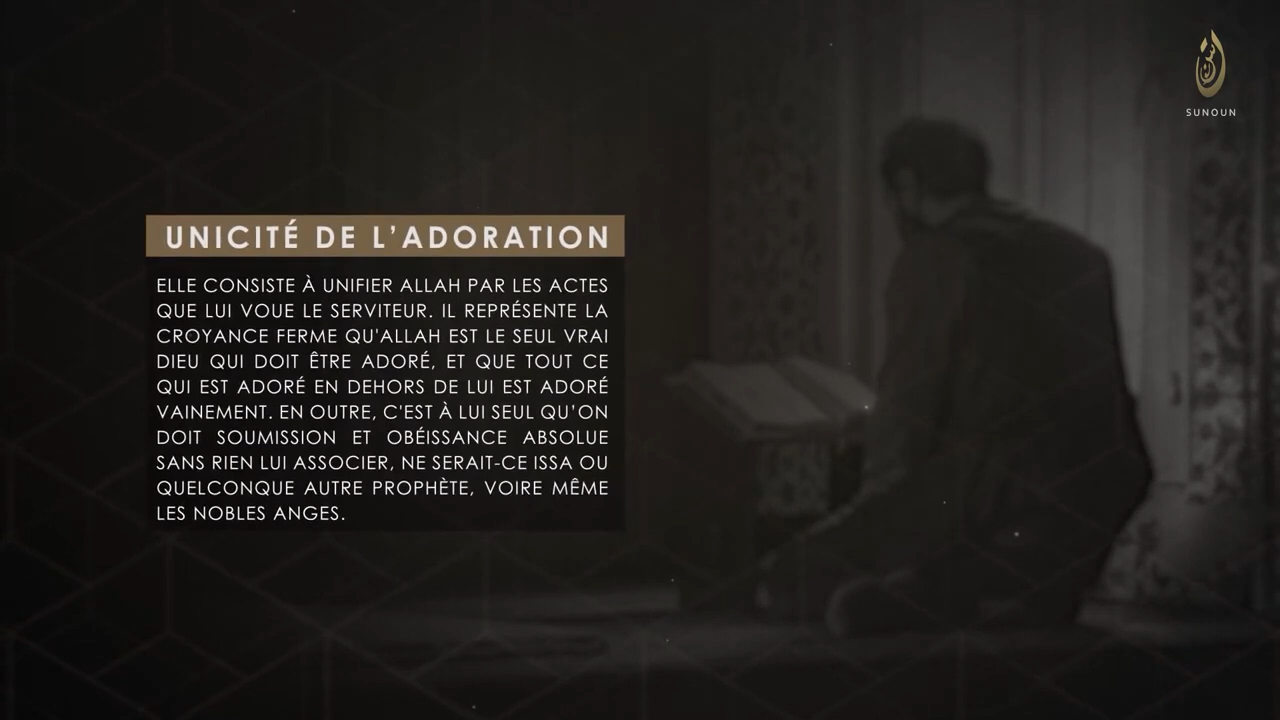 SUNOUN
UNICITÉ DE L’ADORATION
ELLE CONSISTE À UNIFIER ALLAH PAR LES ACTES
QUE LUI VOUE LE SERVITEUR. IL REPRÉSENTE LA
CROYANCE FERME QU'ALLAH EST LE SEUL VRAI
DIEU QUI DOIT ÊTRE ADORÉ, ET QUE TOUT CE
QUI EST ADORÉ EN DEHORS DE LUI EST ADORÉ
VAINEMENT. EN OUTRE, C'EST À LUI SEUL QU’ON
DOIT SOUMISSION ET OBÉISSANCE ABSOLUE
SANS RIEN LUI ASSOCIER, NE SERAIT-CE ISSA OU
QUELCONQUE AUTRE PROPHÈTE, VOIRE MÊME
LES NOBLES ANGES.